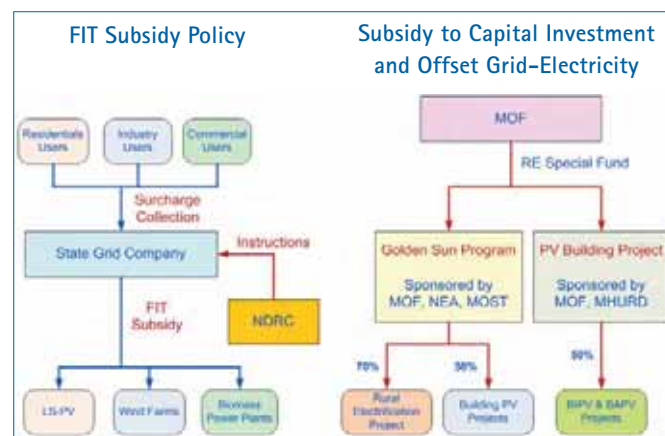 FIT Subsidy Policy
Subsidy to Capital Investment
and Offset Grid-Electricity
Residentials
Users
Industry
Users
Commercial
Users
Surcharge
Collection
State Grid Company
Instructions
FIT
Subsidy
NDRC
LS-PV
Wind Farms
Biomass
Power Plants
MOF
RE Special Fund
Golden Sun Program
Sponsored by
MOF, NEA, MOST
PV Building Project
Sponsored by
MOF, MHURD
70%
50%
50%
Rural
Electrification
Project
Building PV
Projects
BIPV & BAPV
Projects